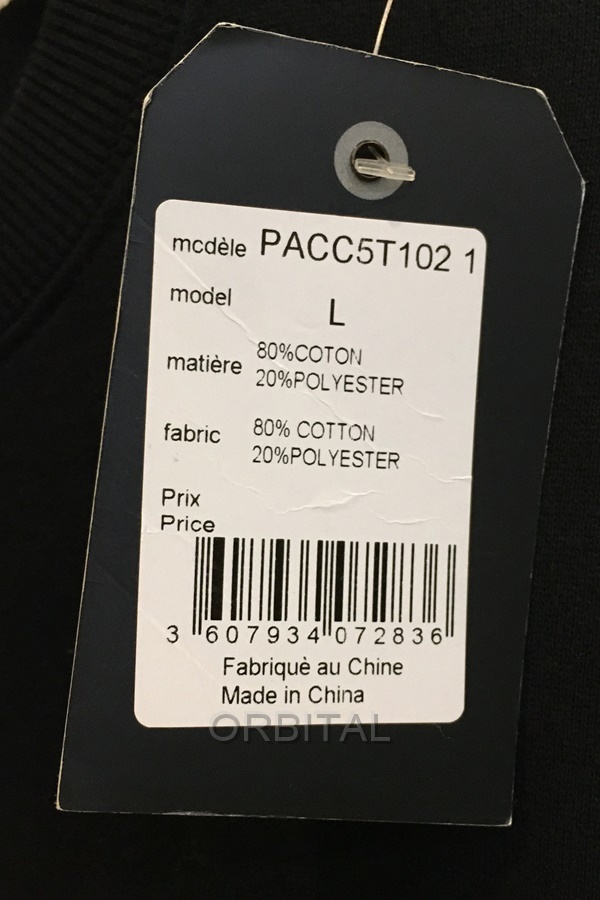 mcdèle PACC5T102 1
model L
matière 80%COTON
20%POLYESTER
fabric 80% COTTON
20%POLYESTER
Prix
Price
3 607934 072836
Fabriquè au Chine
Made in China
ORBITAL